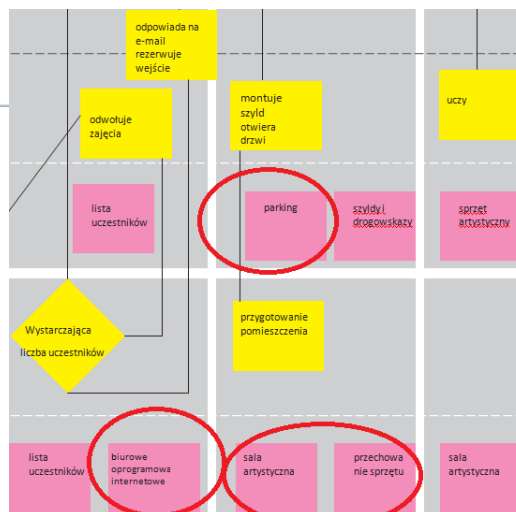 odpowiada na
e-mail
rezerwuje
wejście
odwołuje
zajęcia
montuje
szyld
otwiera
drzwi
uczy
lista
uczestników
parking
szyldy i
drogowskazy
sprzęt
artystyczny
Wystarczająca
liczba uczestników
przygotowanie
pomieszczenia
lista
uczestników
biurowe
oprogramowa
internetowe
sala
artystyczna
przechowa
nie sprzętu
sala
artystyczna